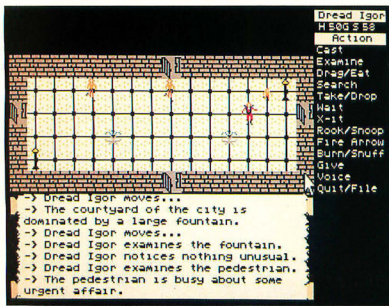 Dread Igor
H 50G S 58
Action
Cast
Examine
Drag/Eat
Search
Take/Drop
Wait
X-it
Rook/Snoop
Fire Arrow
Burn/Snuff
Give
Voice
Quit/File
-> Dread Igor moves...
-> The courtyard of the city is
dominated by a large fountain.
-> Dread Igor moves...
-> Dread Igor examines the fountain.
-> Dread Igor notices nothing unusual.
-> Dread Igor examines the pedestrian.
-> The pedestrian is busy about some
urgent affair.